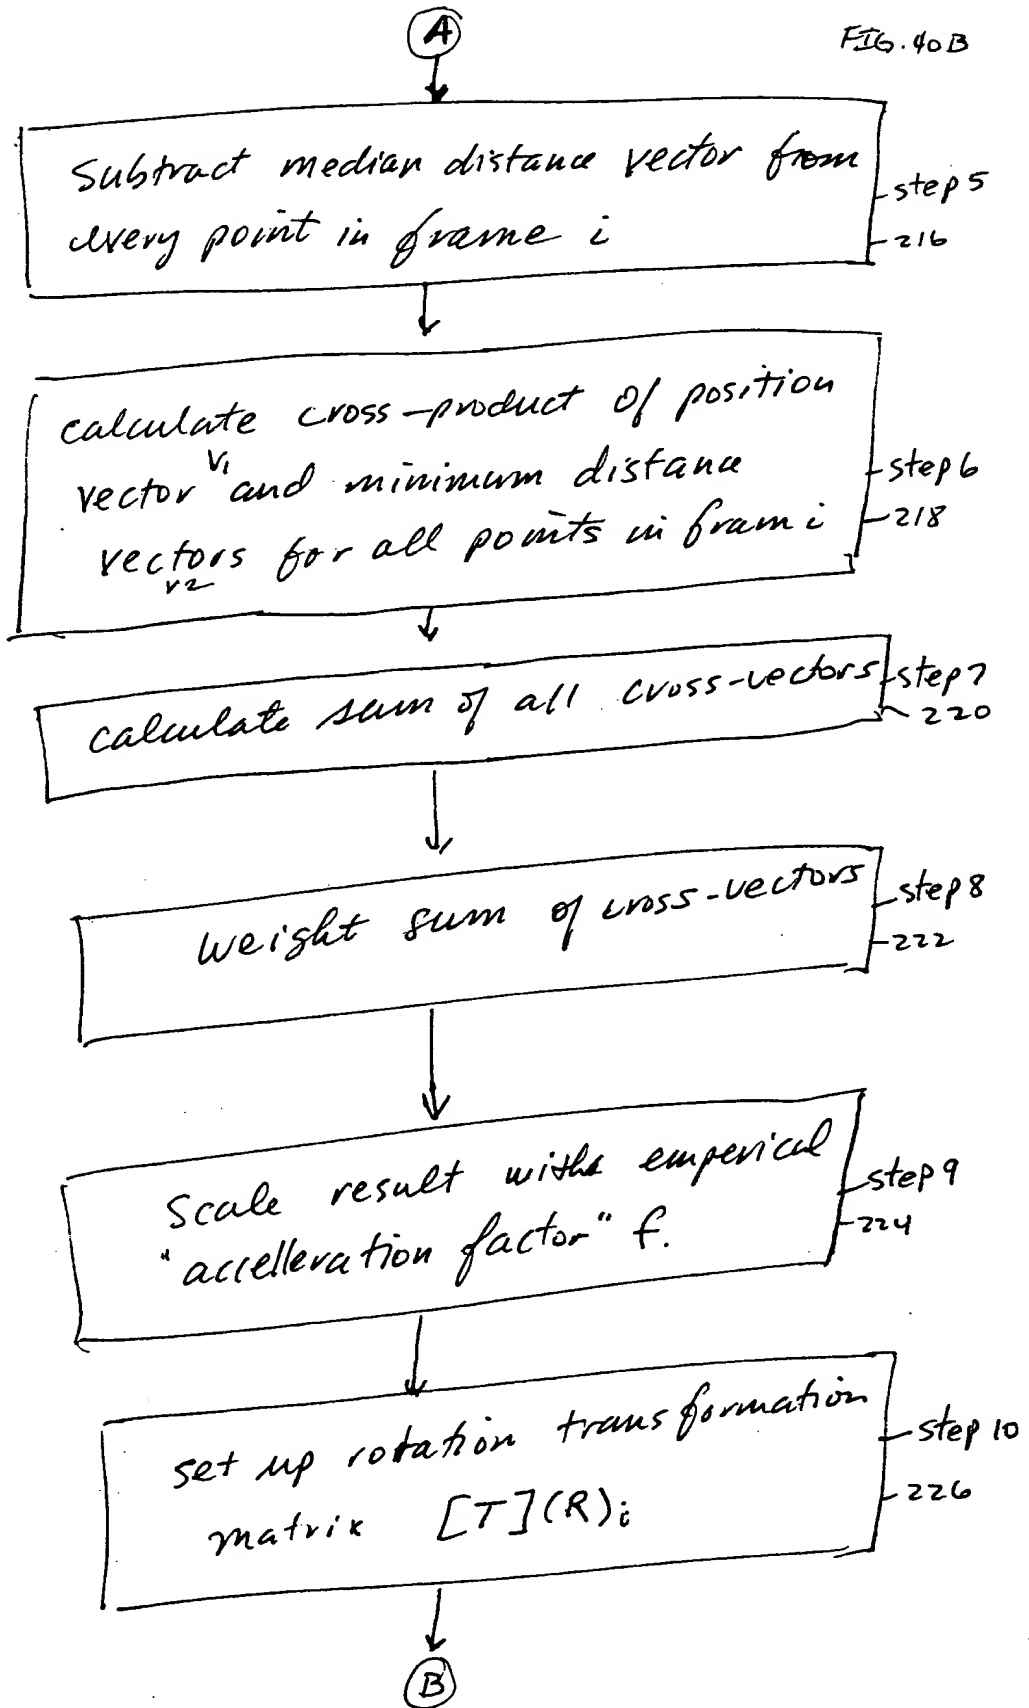 A
FIG. 40B
Subtract median distance vector from
every point in frame i
step 5
216
calculate cross-product of position
vector v1 and minimum distance
vectors for all points in fram i
v2
step 6
218
calculate sum of all cross-vectors
step 7
220
weight sum of cross-vectors
step 8
222
Scale result with emperical
"accelleration factor" f.
step 9
224
set up rotation transformation
matrix [T](R)i
step 10
226
B